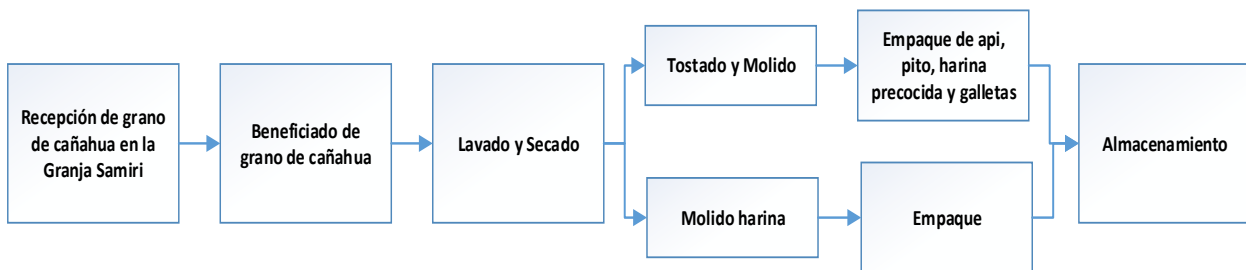 Recepción de grano
de cañahua en la
Granja Samiri
Beneficiado de
grano de cañahua
Lavado y Secado
Tostado y Molido
Empaque de api,
pito, harina
precocida y galletas
Molido harina
Empaque
Almacenamiento